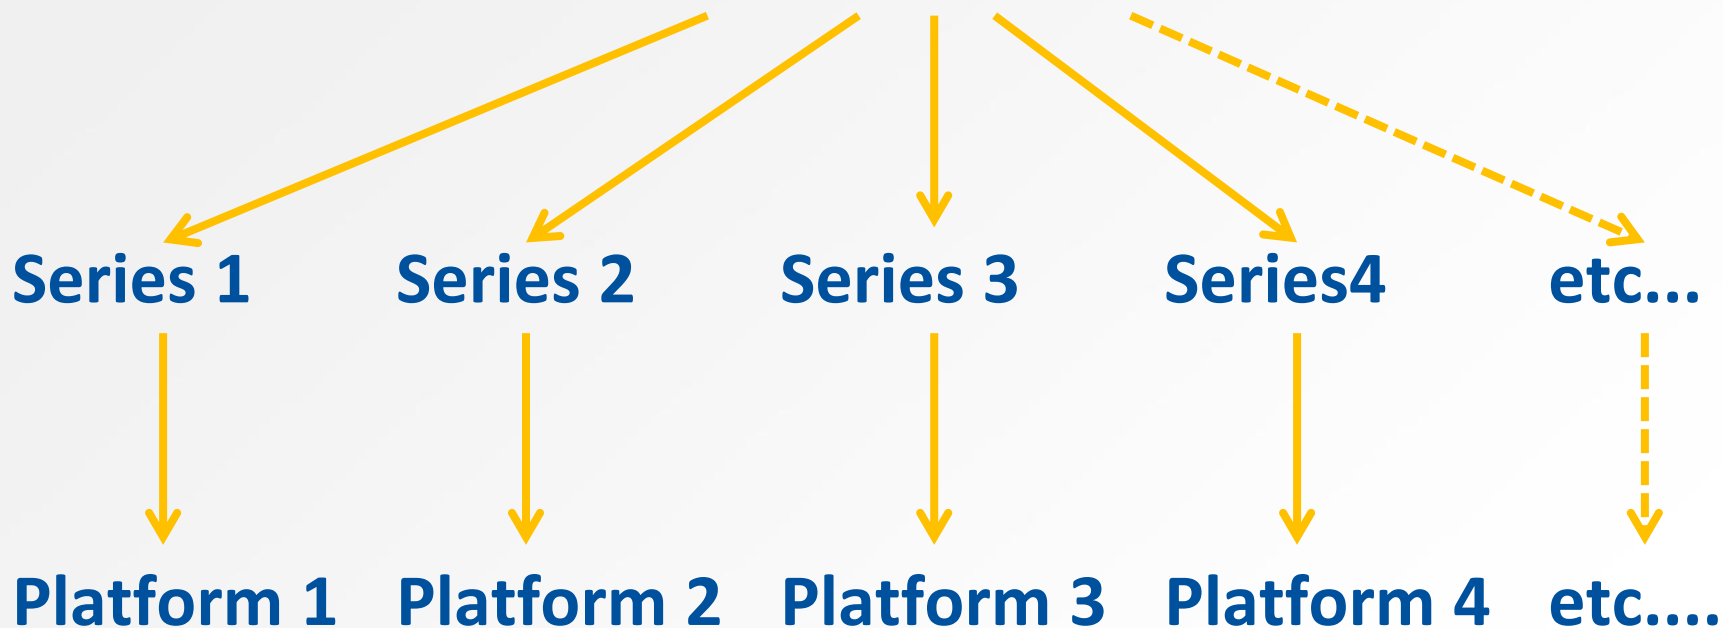 Series 1 Series 2 Series 3 Series4 etc...
Platform 1 Platform 2 Platform 3 Platform 4 etc....